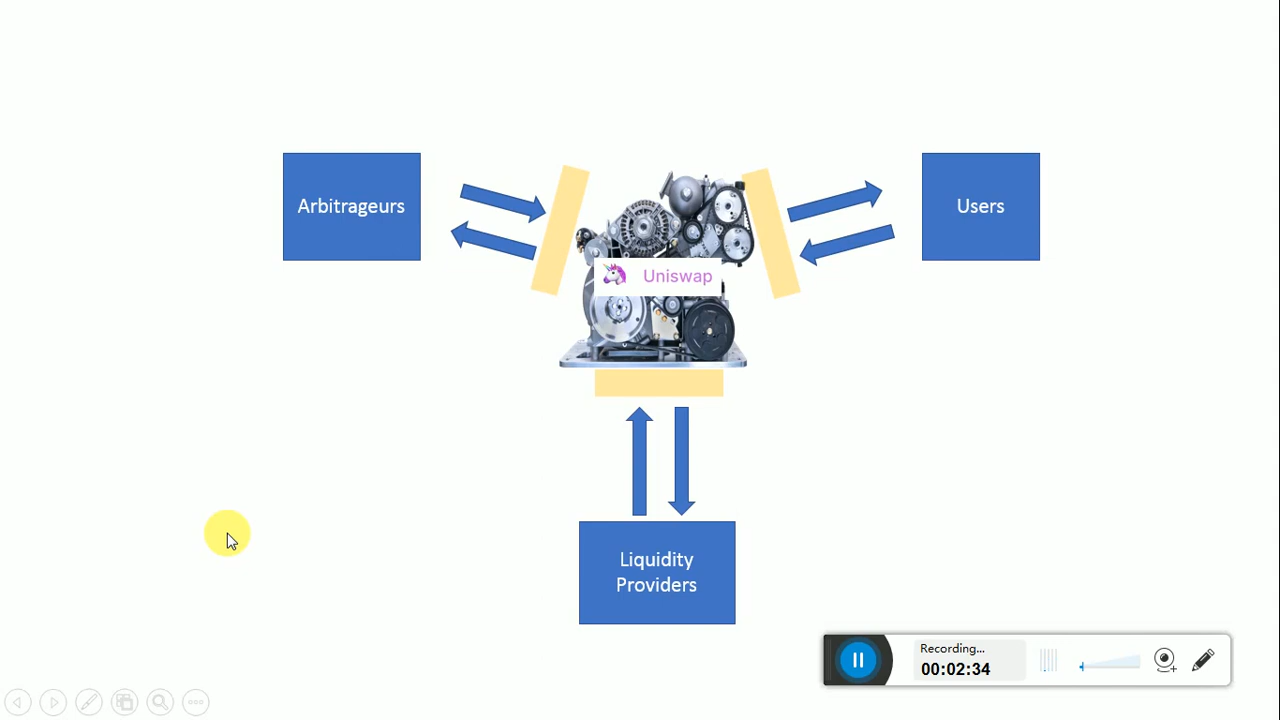 Arbitrageurs
Users
Uniswap
Liquidity
Providers
Recording...
00:02:34